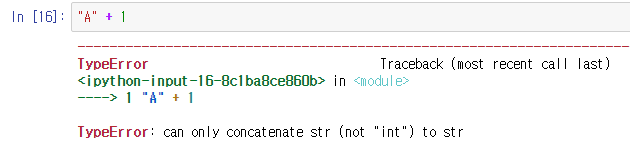 In [16]: "A" + 1
---------------------------------------------------------------------------
TypeError Traceback (most recent call last)
<ipython-input-16-8c1ba8ce860b> in <module>
----> 1 "A" + 1
TypeError: can only concatenate str (not "int") to str